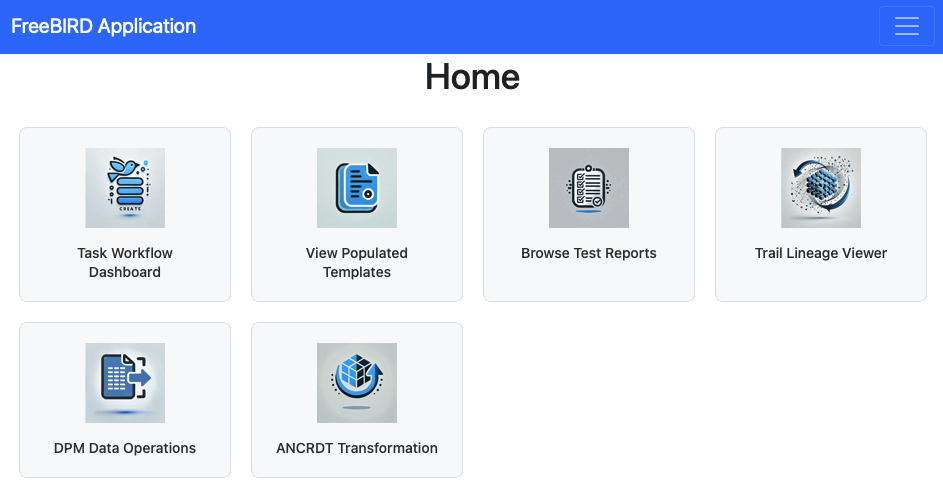 FreeBIRD Application
Home
CREATE
Task Workflow
Dashboard
View Populated
Templates
Browse Test Reports
Trail Lineage Viewer
DPM Data Operations
ANCRDT Transformation